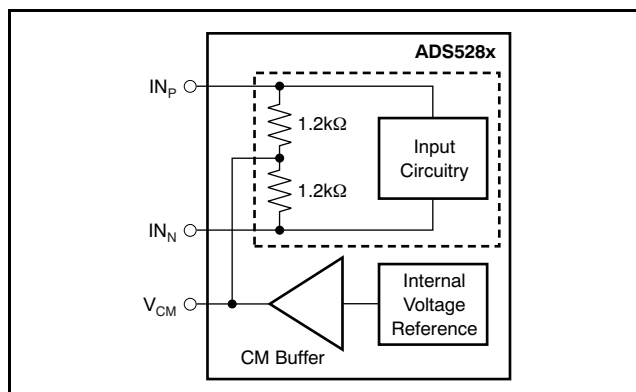 ADS528x
IN_P
1.2kΩ
Input
Circuitry
1.2kΩ
IN_N
Internal
Voltage
Reference
V_CM
CM Buffer